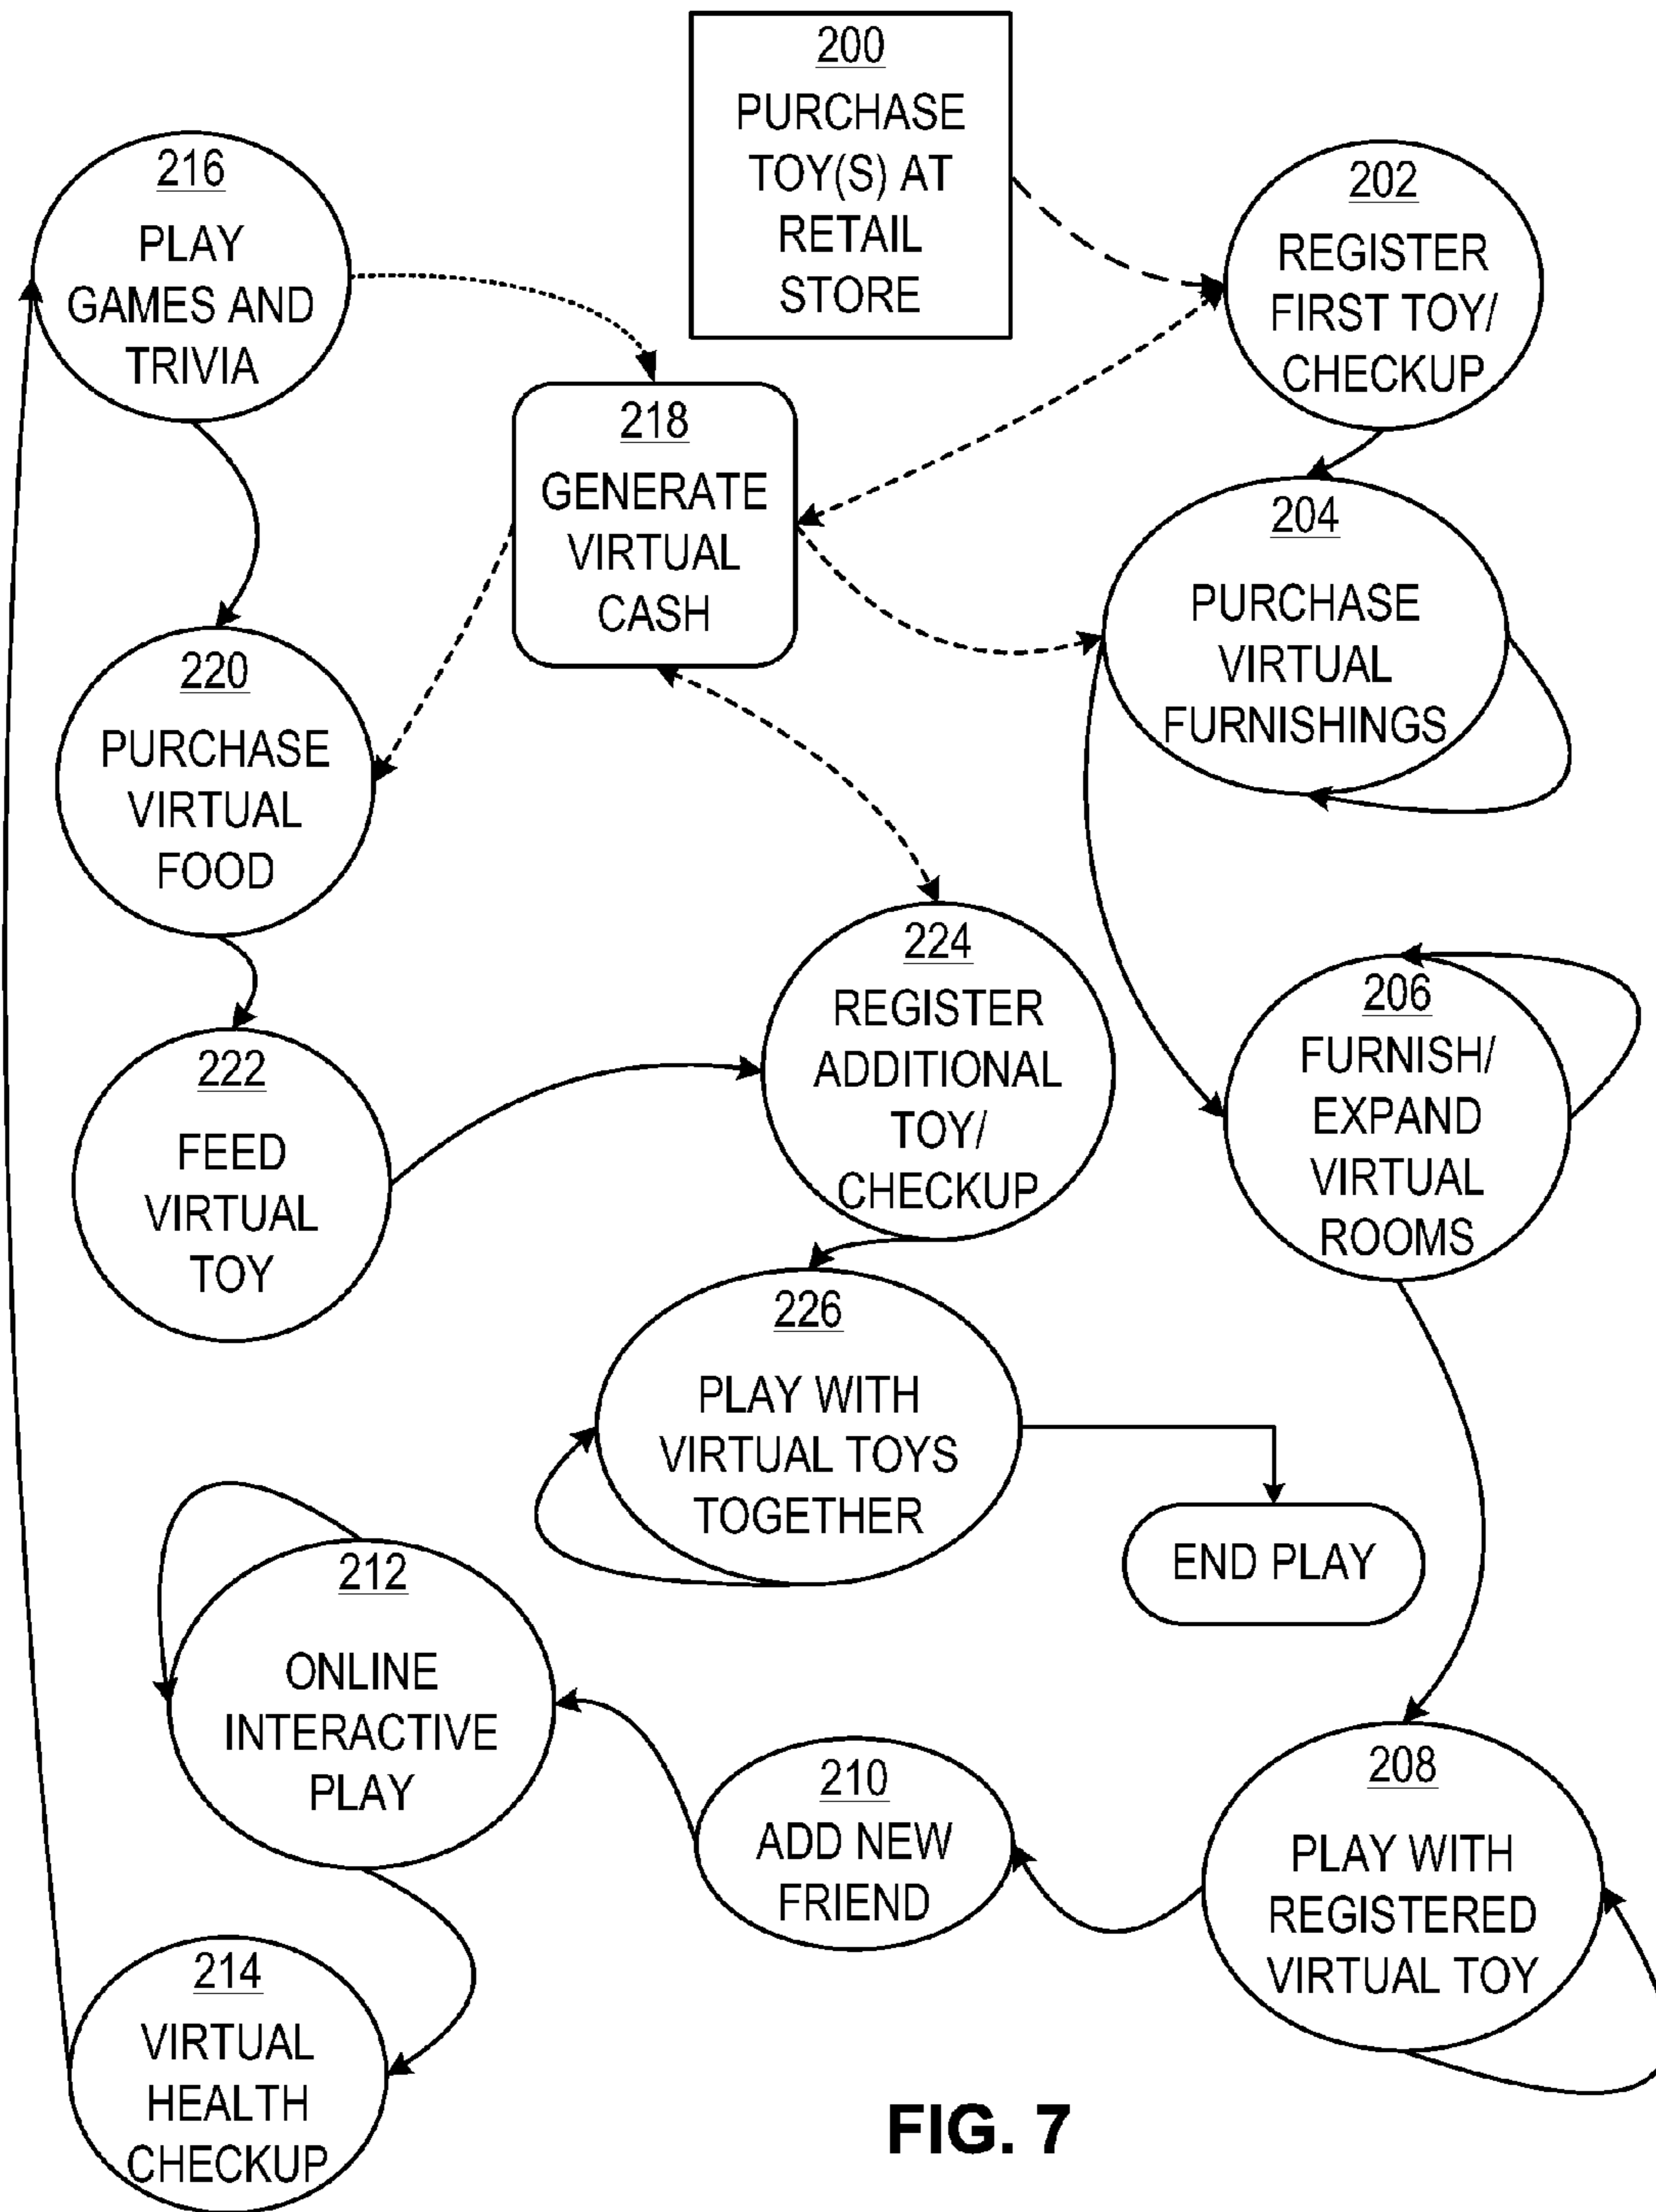 200
PURCHASE
TOY(S) AT
RETAIL
STORE
216
PLAY
GAMES AND
TRIVIA
202
REGISTER
FIRST TOY/
CHECKUP
218
GENERATE
VIRTUAL
CASH
204
PURCHASE
VIRTUAL
FURNISHINGS
220
PURCHASE
VIRTUAL
FOOD
224
REGISTER
ADDITIONAL
TOY/
CHECKUP
206
FURNISH/
EXPAND
VIRTUAL
ROOMS
222
FEED
VIRTUAL
TOY
226
PLAY WITH
VIRTUAL TOYS
TOGETHER
END PLAY
212
ONLINE
INTERACTIVE
PLAY
210
ADD NEW
FRIEND
208
PLAY WITH
REGISTERED
VIRTUAL TOY
214
VIRTUAL
HEALTH
CHECKUP
FIG. 7